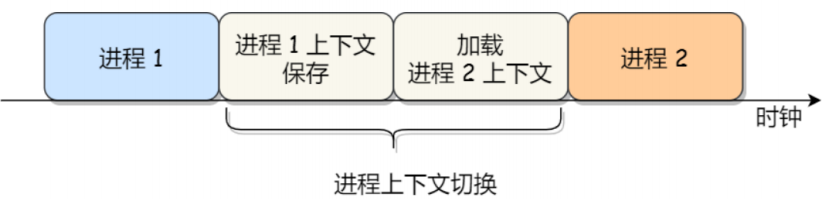 进程 1
进程 1 上下文
保存
加载
进程 2 上下文
进程 2
时钟
进程上下文切换